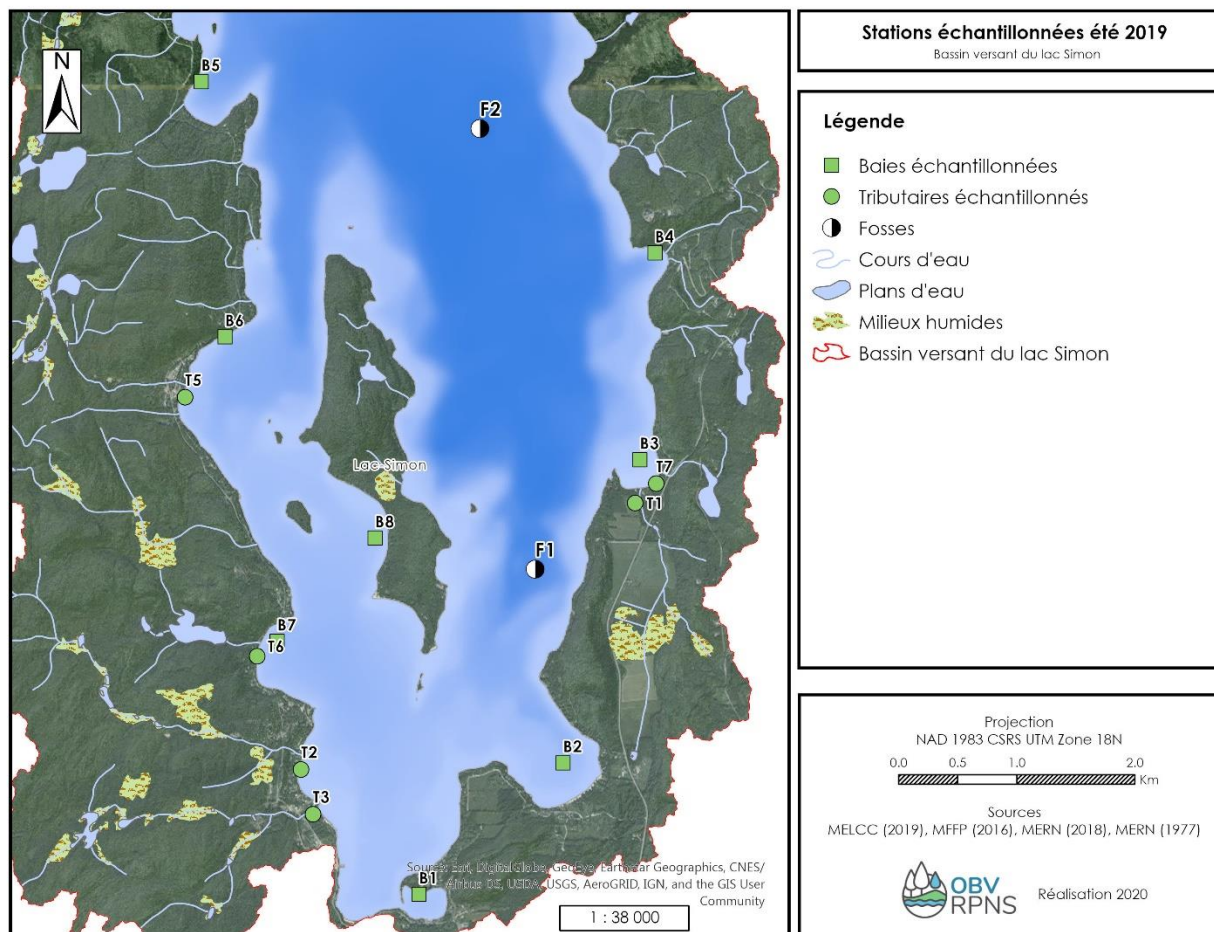 N
B5
F2
B4
B6
T5
B3
T7
Lac-Simon
T1
B8
F1
B7
T6
B2
T2
T3
B1
Source: Esri, DigitalGlobe, GeoEye, Earthstar Geographics, CNES/
Airbus DS, USDA, USGS, AeroGRID, IGN, and the GIS User
Community
1 : 38 000
Stations échantillonnées été 2019
Bassin versant du lac Simon
Légende
Baies échantillonnées
Tributaires échantillonnés
Fosses
Cours d'eau
Plans d'eau
Milieux humides
Bassin versant du lac Simon
Projection
NAD 1983 CSRS UTM Zone 18N
0.0 0.5 1.0 2.0
Km
Sources
MELCC (2019), MFFP (2016), MERN (2018), MERN (1977)
OBV
RPNS
Réalisation 2020